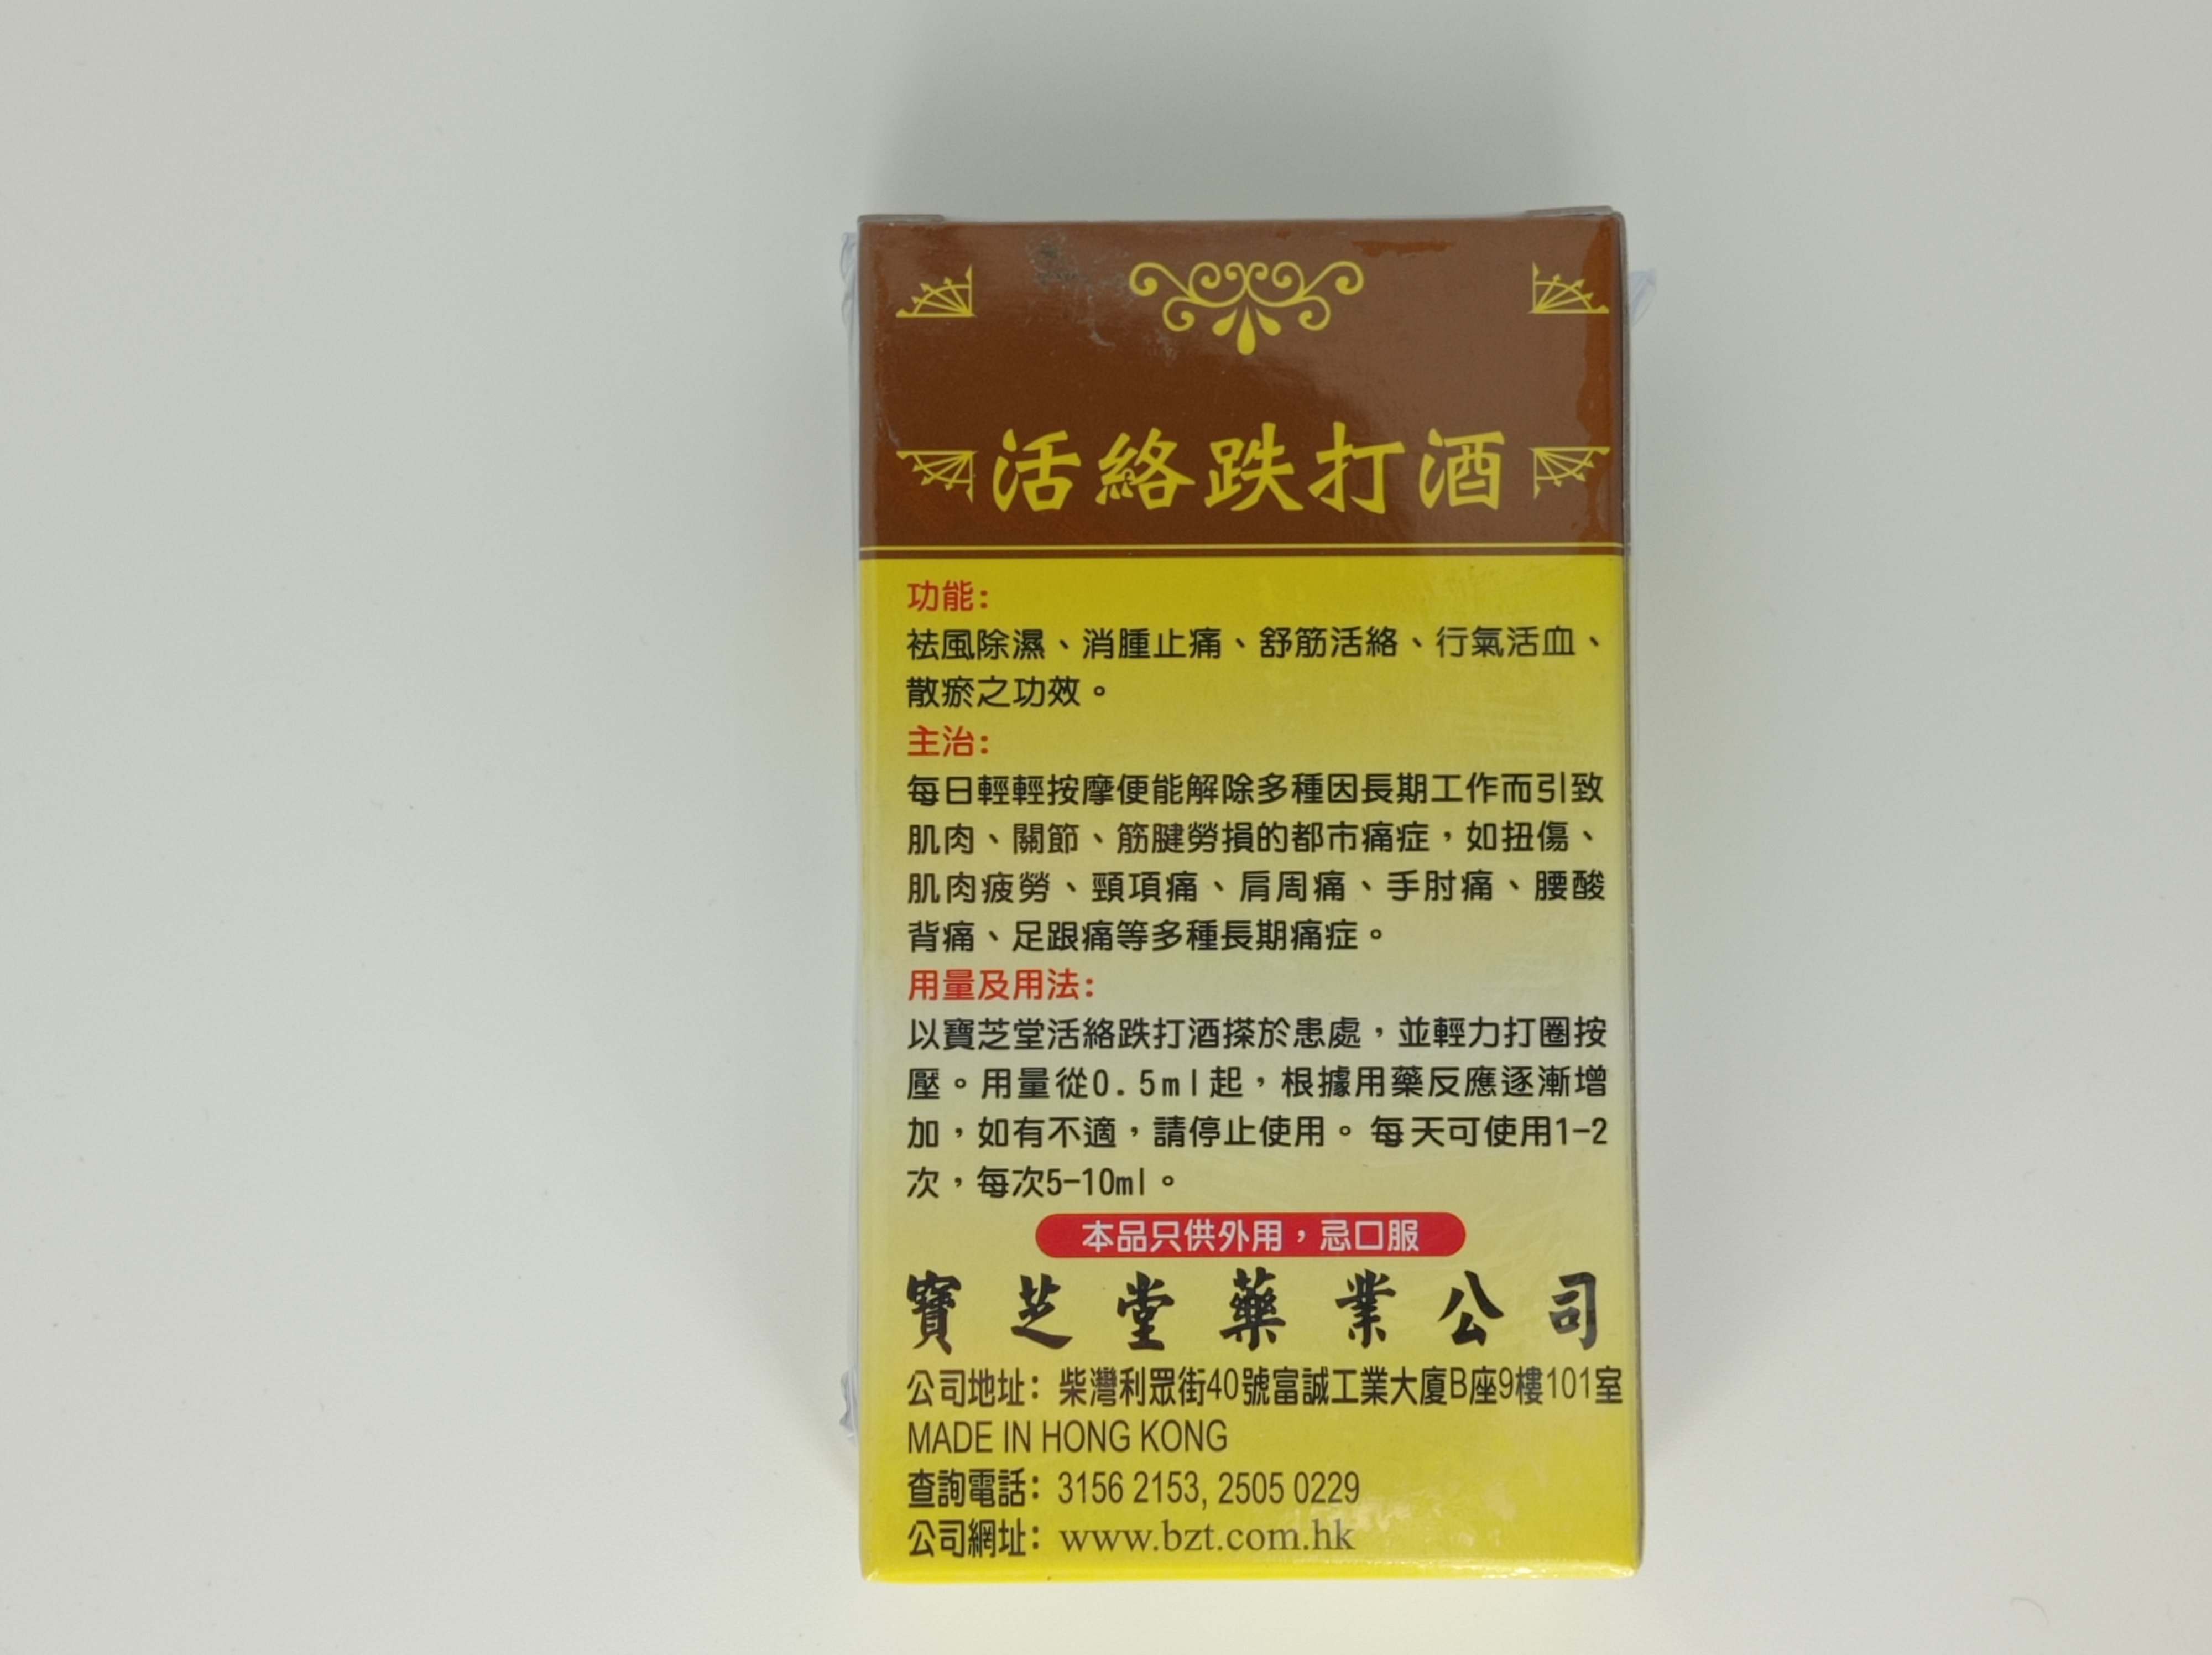 活絡跌打酒
功能:
袪風除濕、消腫止痛、舒筋活絡、行氣活血、
散瘀之功效。
主治:
每日輕輕按摩便能解除多種因長期工作而引致
肌肉、關節、筋腱勞損的都市痛症，如扭傷、
肌肉疲勞、頸項痛、肩周痛、手肘痛、腰酸
背痛、足跟痛等多種長期痛症。
用量及用法:
以寶芝堂活絡跌打酒搽於患處，並輕力打圈按
壓。用量從0.5ml起，根據用藥反應逐漸增
加，如有不適，請停止使用。每天可使用1-2
次，每次5-10ml。
本品只供外用，忌口服
寶芝堂藥業公司
公司地址：柴灣利眾街40號富誠工業大廈B座9樓101室
MADE IN HONG KONG
查詢電話：3156 2153, 2505 0229
公司網址：www.bzt.com.hk